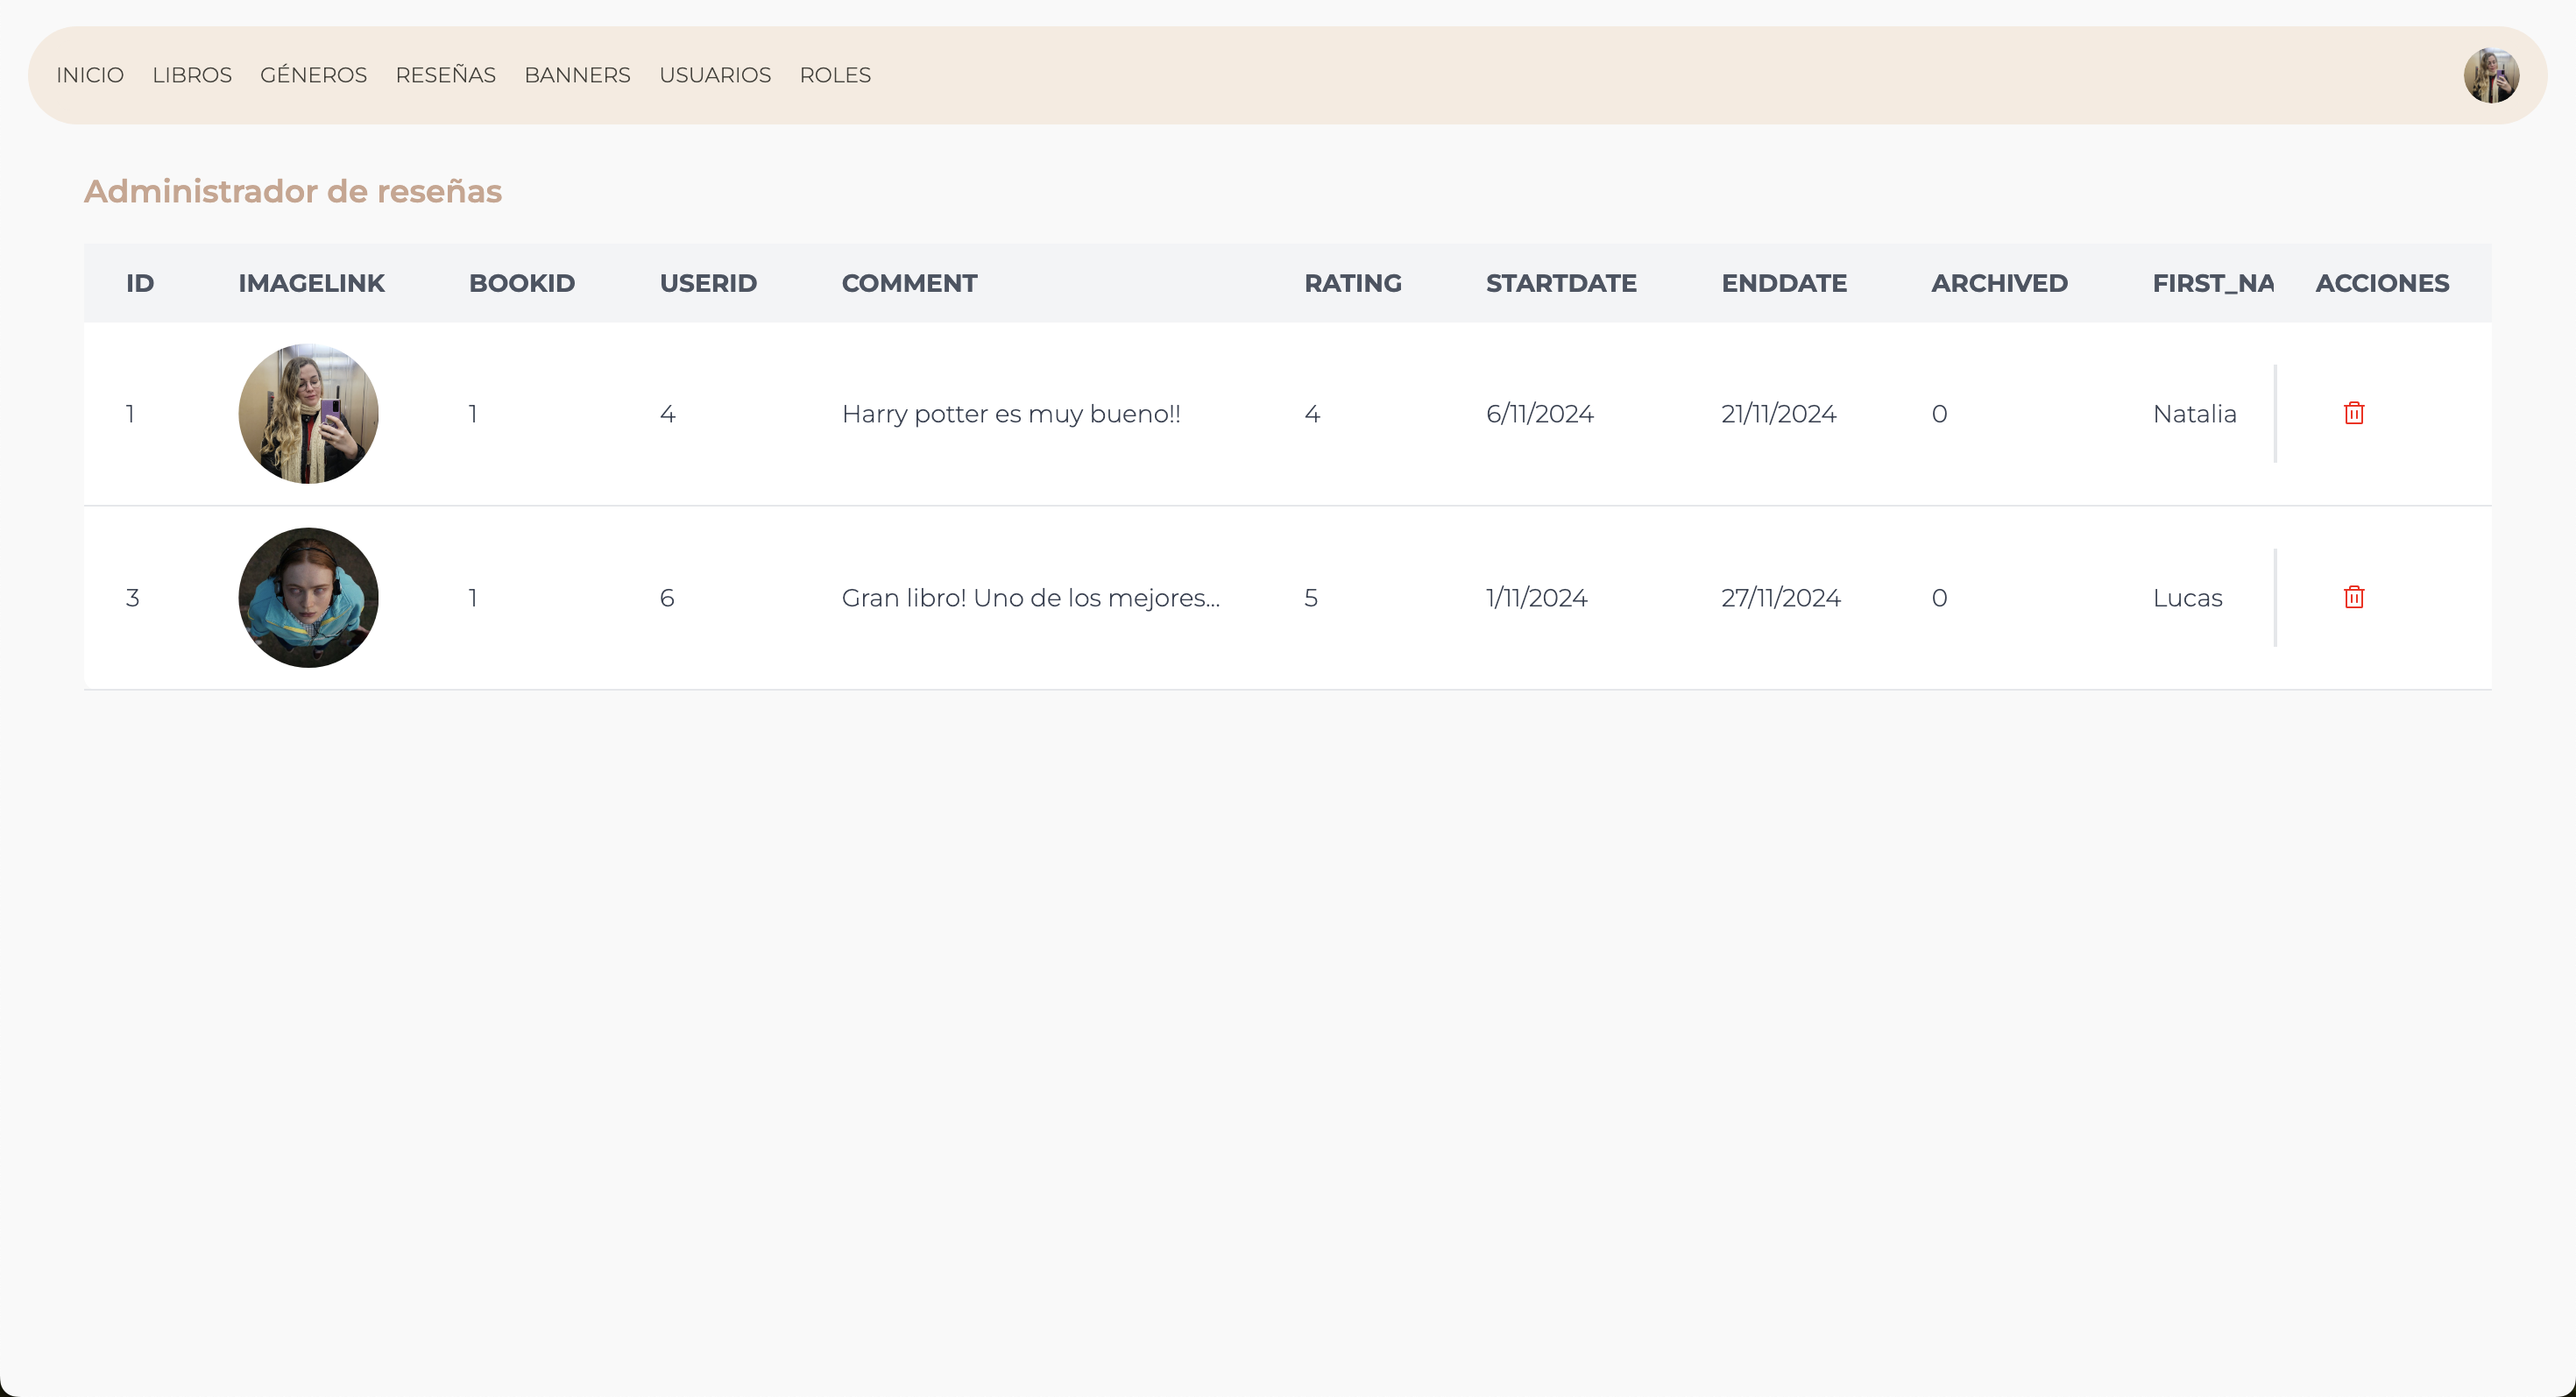 INICIO LIBROS GÉNEROS RESEÑAS BANNERS USUARIOS ROLES
Administrador de reseñas
ID IMAGELINK BOOKID USERID COMMENT RATING STARTDATE ENDDATE ARCHIVED FIRST_NA ACCIONES
1 1 4 Harry potter es muy bueno!! 4 6/11/2024 21/11/2024 0 Natalia
3 1 6 Gran libro! Uno de los mejores... 5 1/11/2024 27/11/2024 0 Lucas